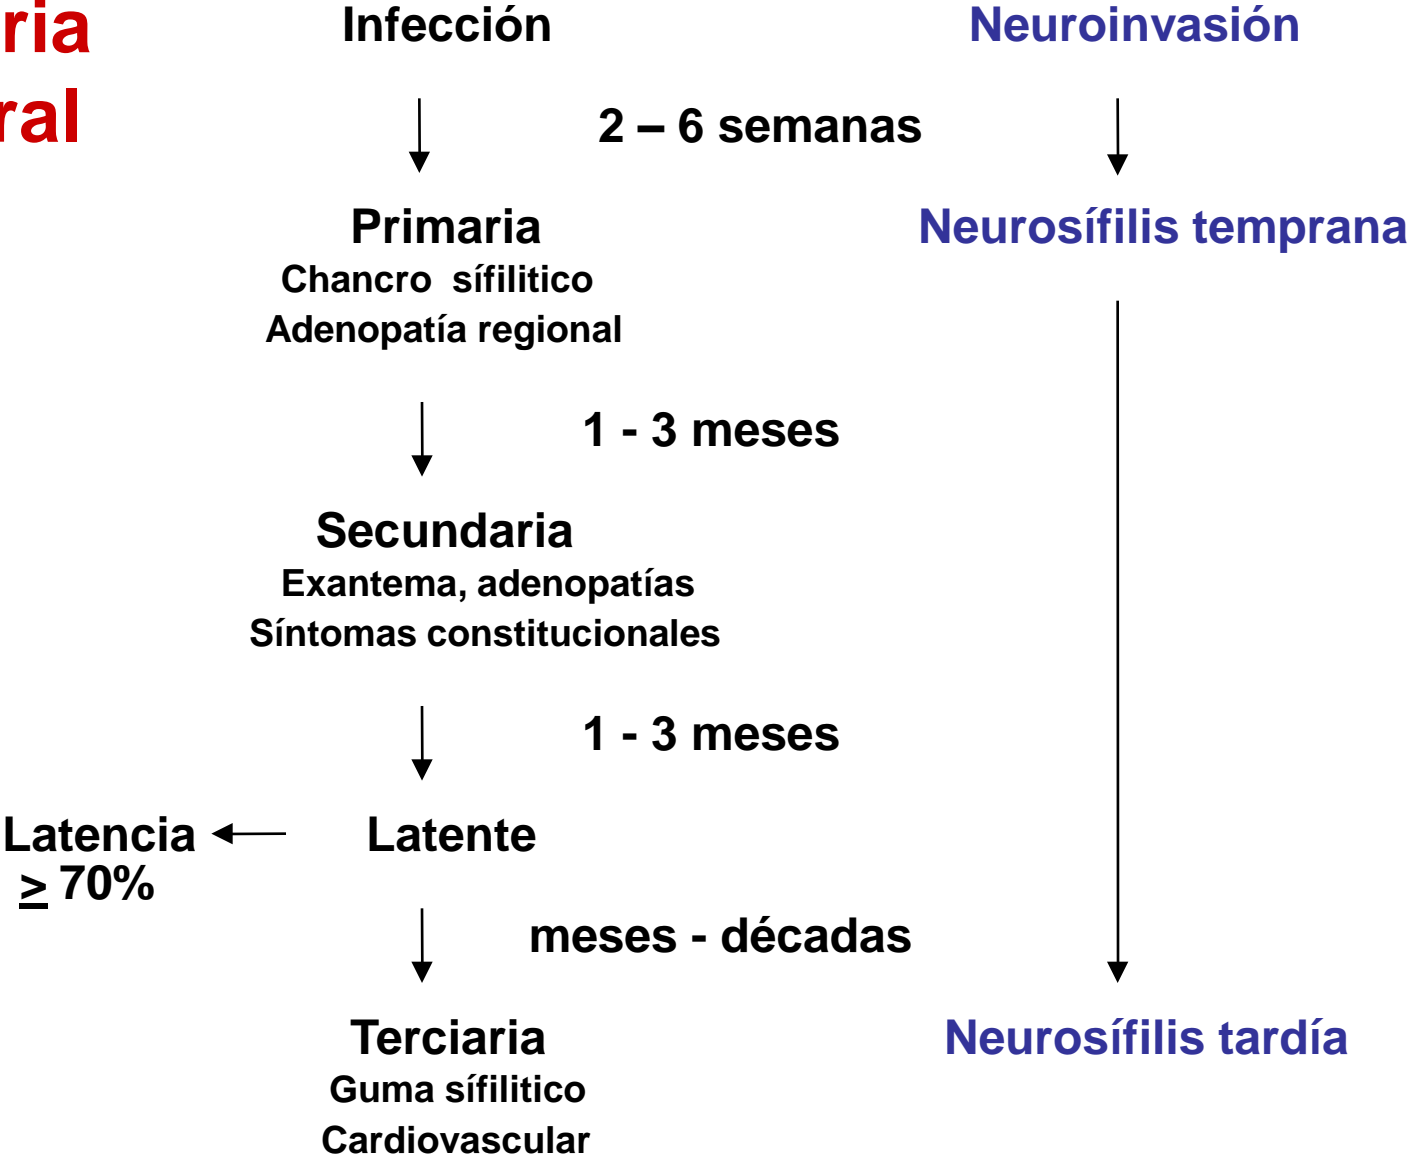 ria
ral
Infección
Neuroinvasión
2 – 6 semanas
Primaria
Neurosífilis temprana
Chancro sífilitico
Adenopatía regional
1 - 3 meses
Secundaria
Exantema, adenopatías
Síntomas constitucionales
1 - 3 meses
Latencia
Latente
≥ 70%
meses - décadas
Terciaria
Neurosífilis tardía
Guma sífilitico
Cardiovascular